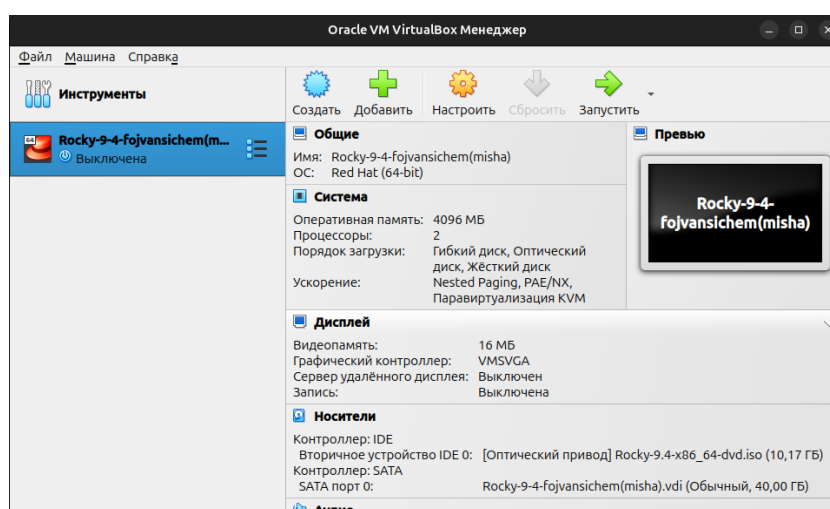 Oracle VM VirtualBox Менеджер
Файл Машина Справка
Инструменты
Создать Добавить Настроить Сбросить Запустить
64
Rocky-9-4-fojvansichem(m...
Выключена
Общие
Имя: Rocky-9-4-fojvansichem(misha)
ОС: Red Hat (64-bit)
Превью
Rocky-9-4-
fojvansichem(misha)
Система
Оперативная память: 4096 МБ
Процессоры: 2
Порядок загрузки: Гибкий диск, Оптический
диск, Жёсткий диск
Ускорение: Nested Paging, PAE/NX,
Паравиртуализация KVM
Дисплей
Видеопамять: 16 МБ
Графический контроллер: VMSVGA
Сервер удалённого дисплея: Выключен
Запись: Выключена
Носители
Контроллер: IDE
Вторичное устройство IDE 0: [Оптический привод] Rocky-9.4-x86_64-dvd.iso (10,17 ГБ)
Контроллер: SATA
SATA порт 0: Rocky-9-4-fojvansichem(misha).vdi (Обычный, 40,00 ГБ)